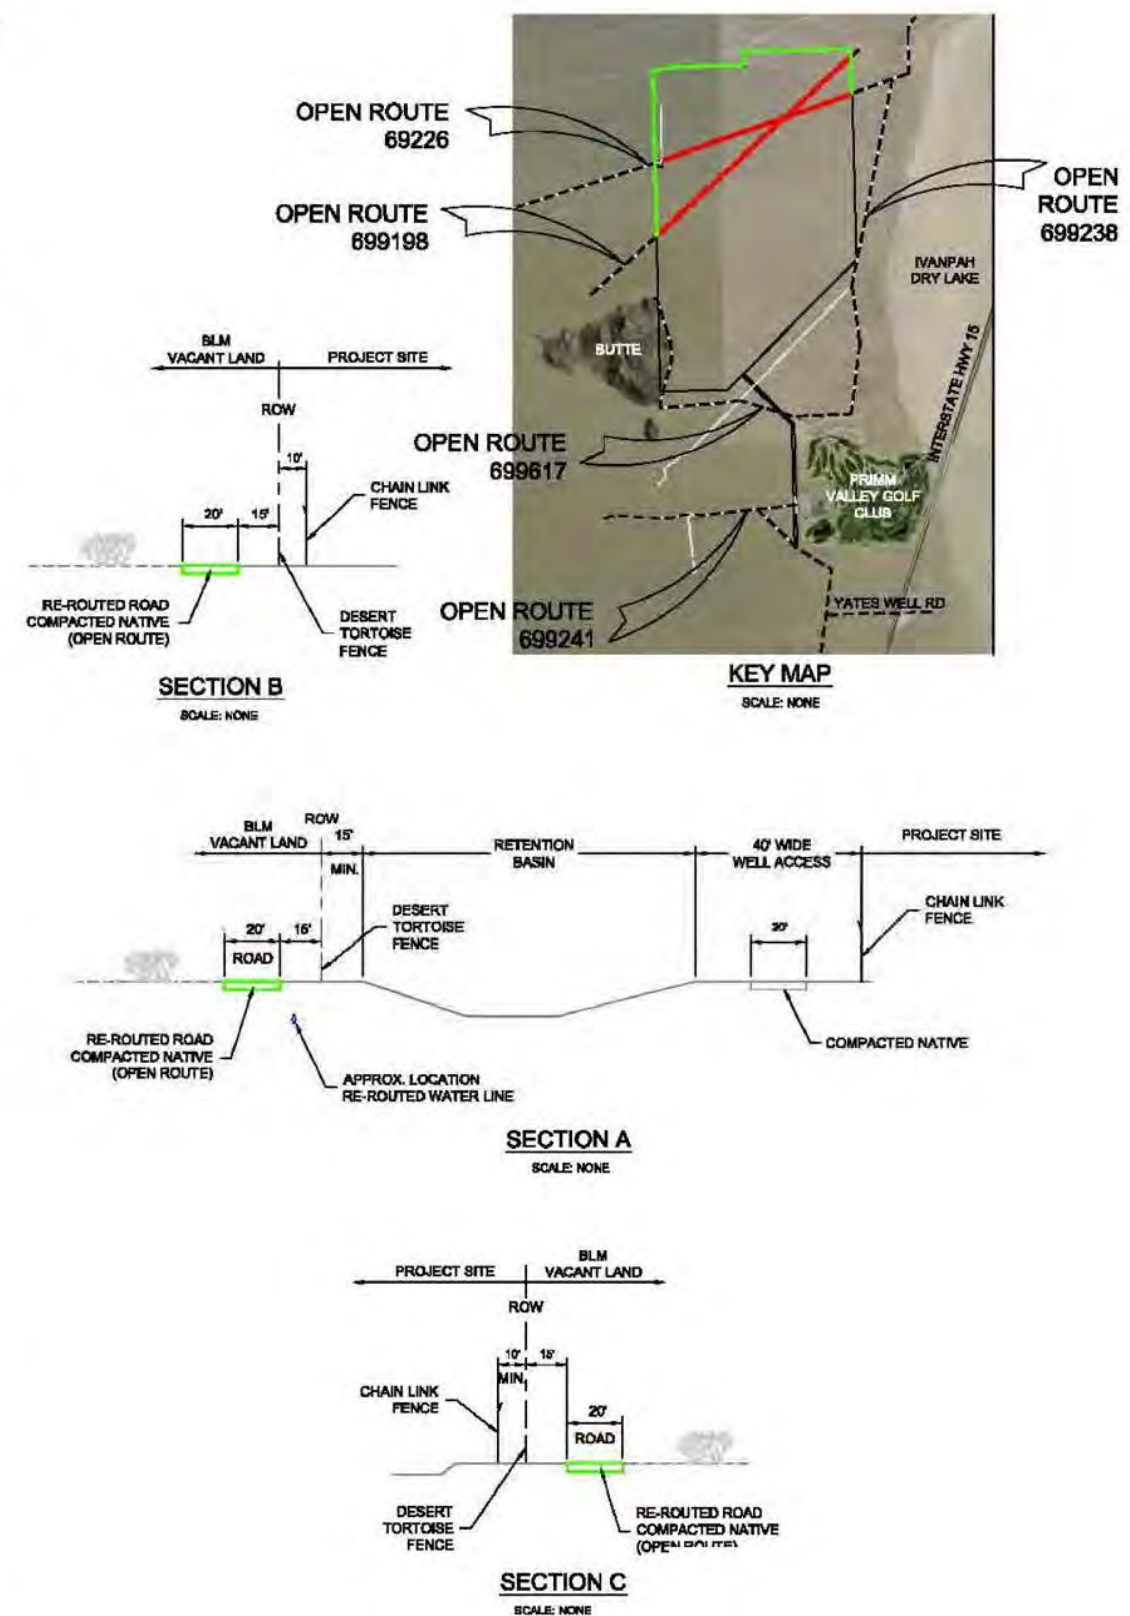 OPEN ROUTE
69226
OPEN ROUTE
699198
OPEN
ROUTE
699238
IVANPAH
DRY LAKE
BUTTE
INTERSTATE HWY 15
OPEN ROUTE
699617
PRIMM
VALLEY GOLF
CLUB
OPEN ROUTE
699241
YATES WELL RD
KEY MAP
SCALE: NONE
BLM
VACANT LAND
PROJECT SITE
ROW
10'
CHAIN LINK
FENCE
20'
15'
RE-ROUTED ROAD
COMPACTED NATIVE
(OPEN ROUTE)
DESERT
TORTOISE
FENCE
SECTION B
SCALE: NONE
BLM
VACANT LAND
ROW
15'
MIN.
RETENTION
BASIN
40' WIDE
WELL ACCESS
PROJECT SITE
DESERT
TORTOISE
FENCE
CHAIN LINK
FENCE
20'
15'
ROAD
20'
RE-ROUTED ROAD
COMPACTED NATIVE
(OPEN ROUTE)
COMPACTED NATIVE
APPROX. LOCATION
RE-ROUTED WATER LINE
SECTION A
SCALE: NONE
PROJECT SITE
BLM
VACANT LAND
ROW
10'
MIN.
15'
CHAIN LINK
FENCE
20'
ROAD
DESERT
TORTOISE
FENCE
RE-ROUTED ROAD
COMPACTED NATIVE
(OPEN ROUTE)
SECTION C
SCALE: NONE